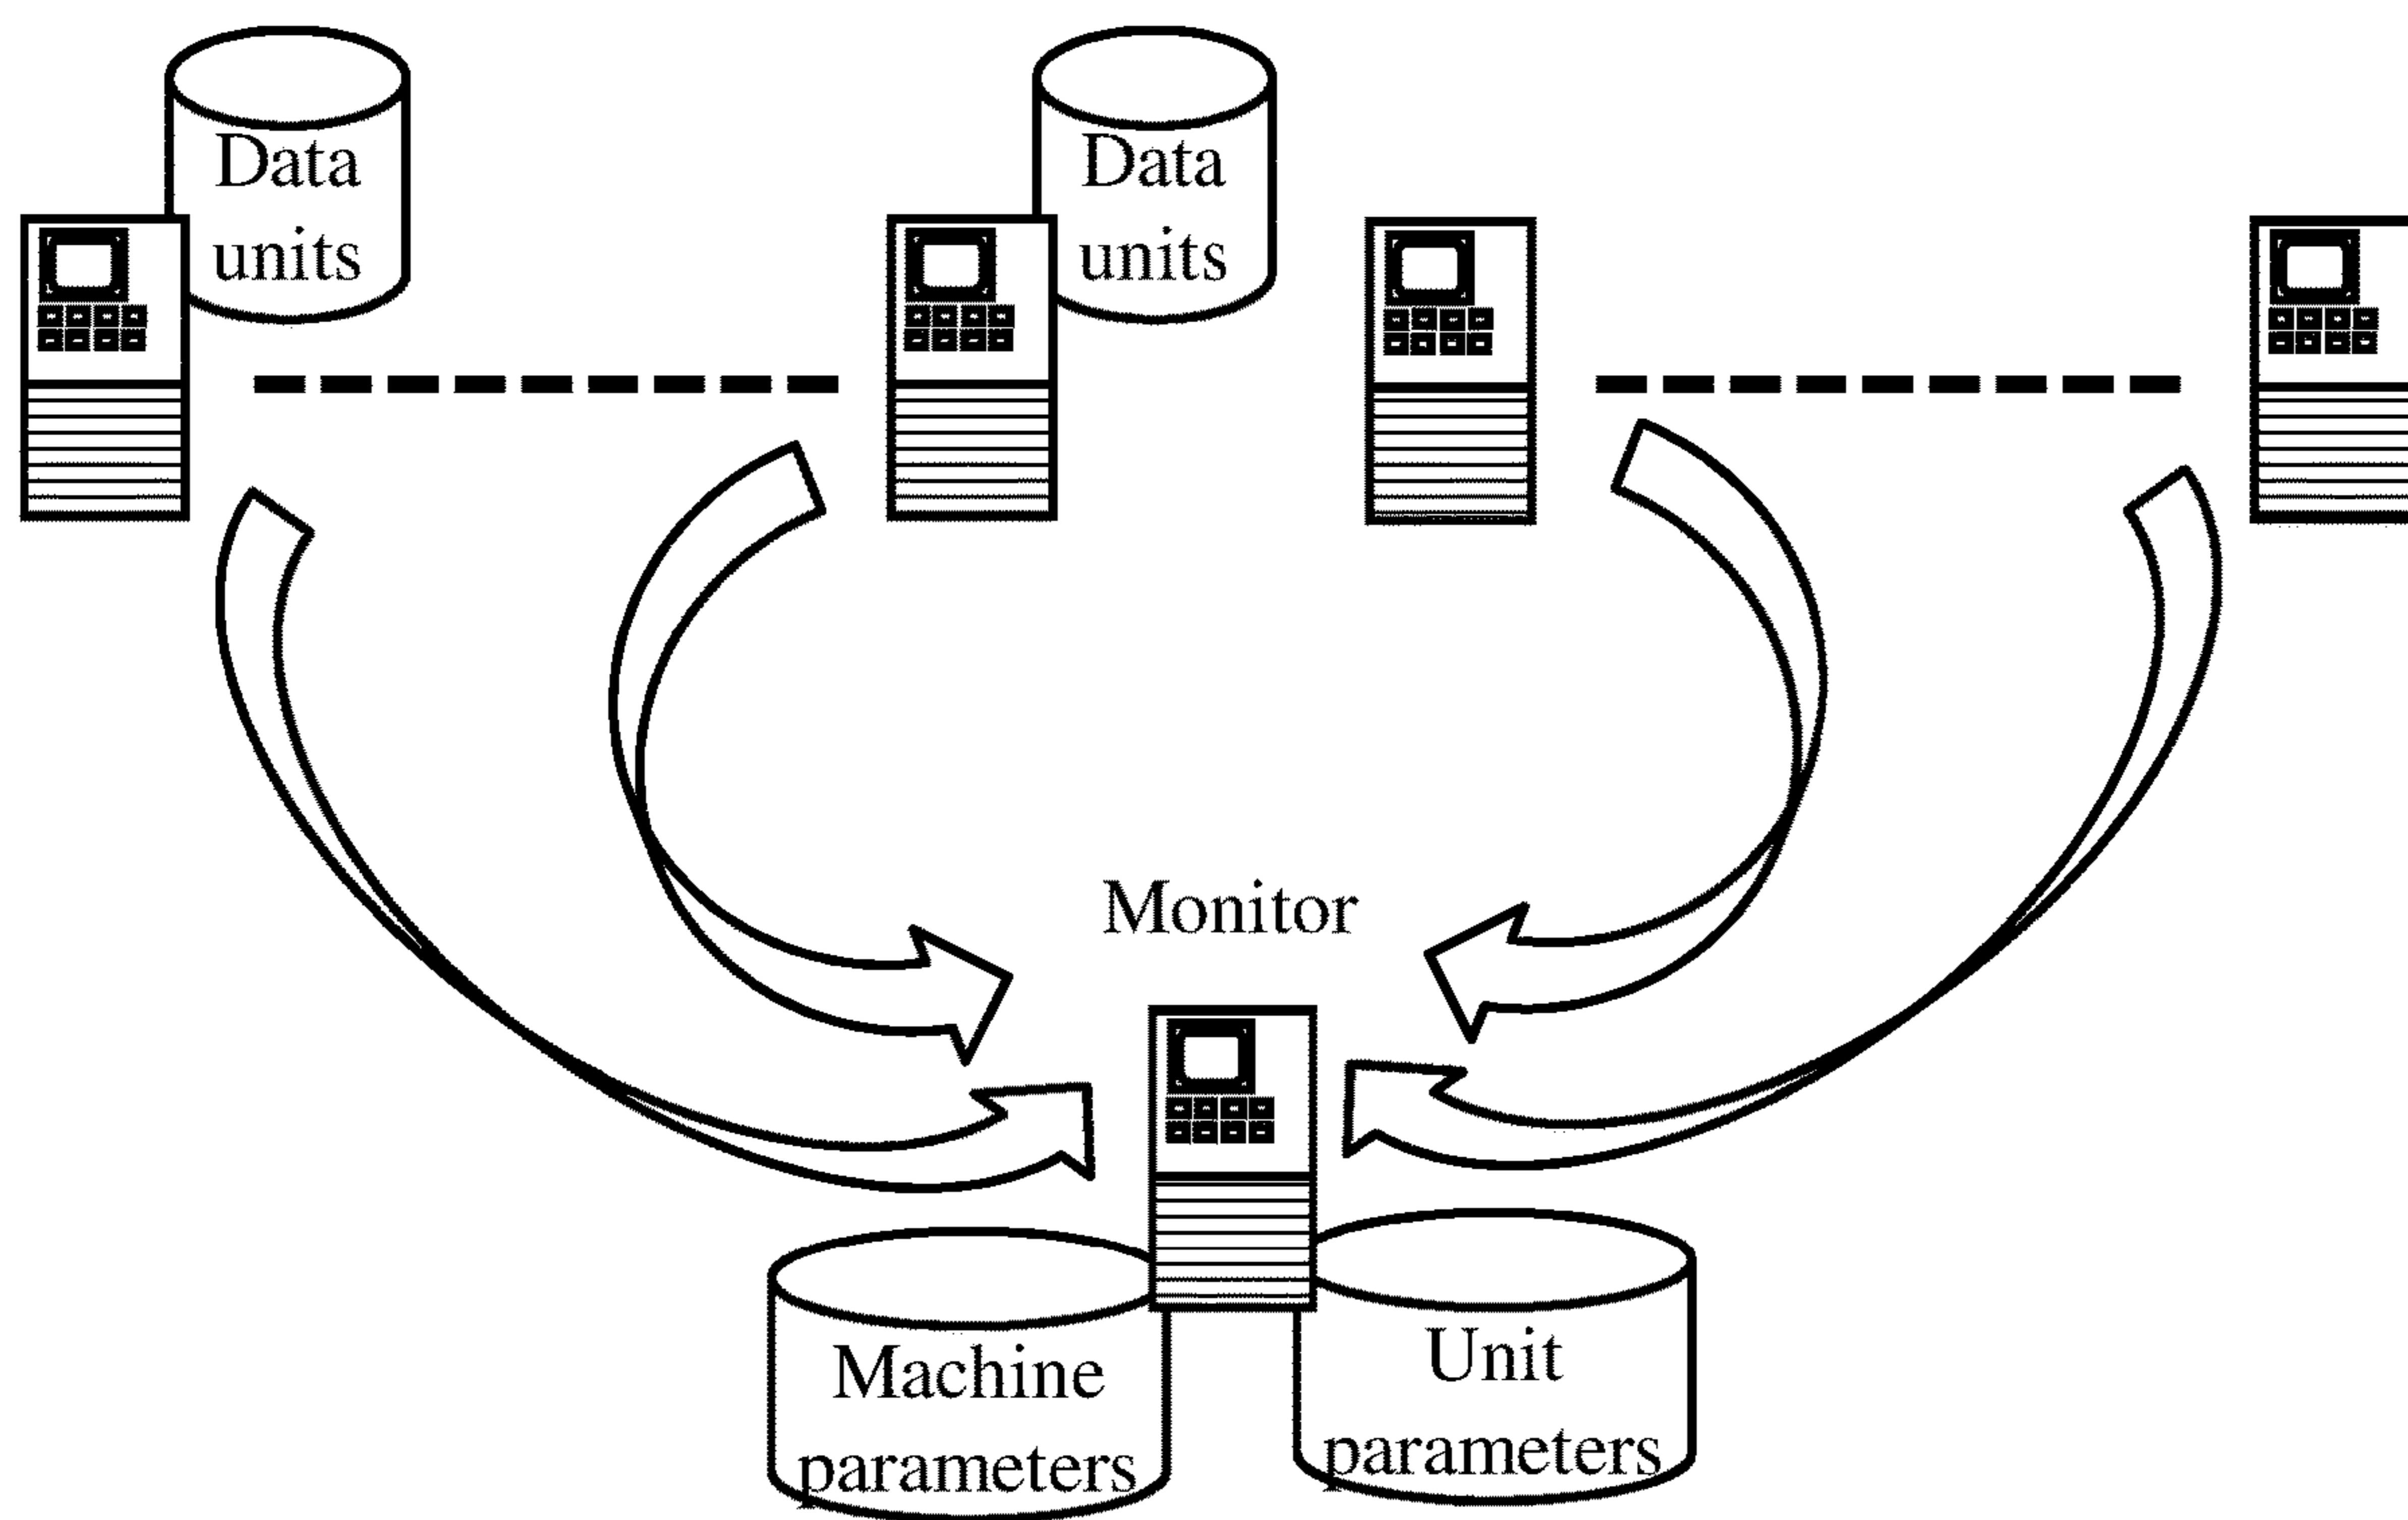 Data
units
Data
units
Monitor
Machine
parameters
Unit
parameters